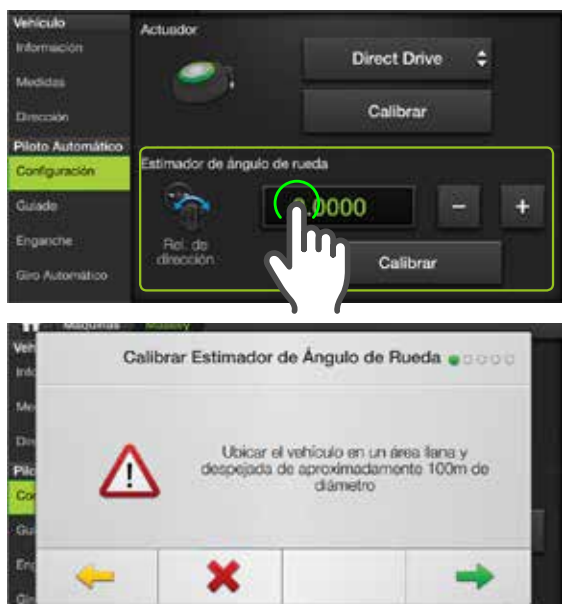 Vehículo
Información
Medidas
Dirección
Piloto Automático
Configuración
Guiado
Enganche
Giro Automático
Actuador
Direct Drive
Calibrar
Estimador de ángulo de rueda
.0000
-
+
Rel. de
dirección
Calibrar
Máquinas
Calibrar Estimador de Ángulo de Rueda
Ubicar el vehículo en un área llana y
despejada de aproximadamente 100m de
diámetro